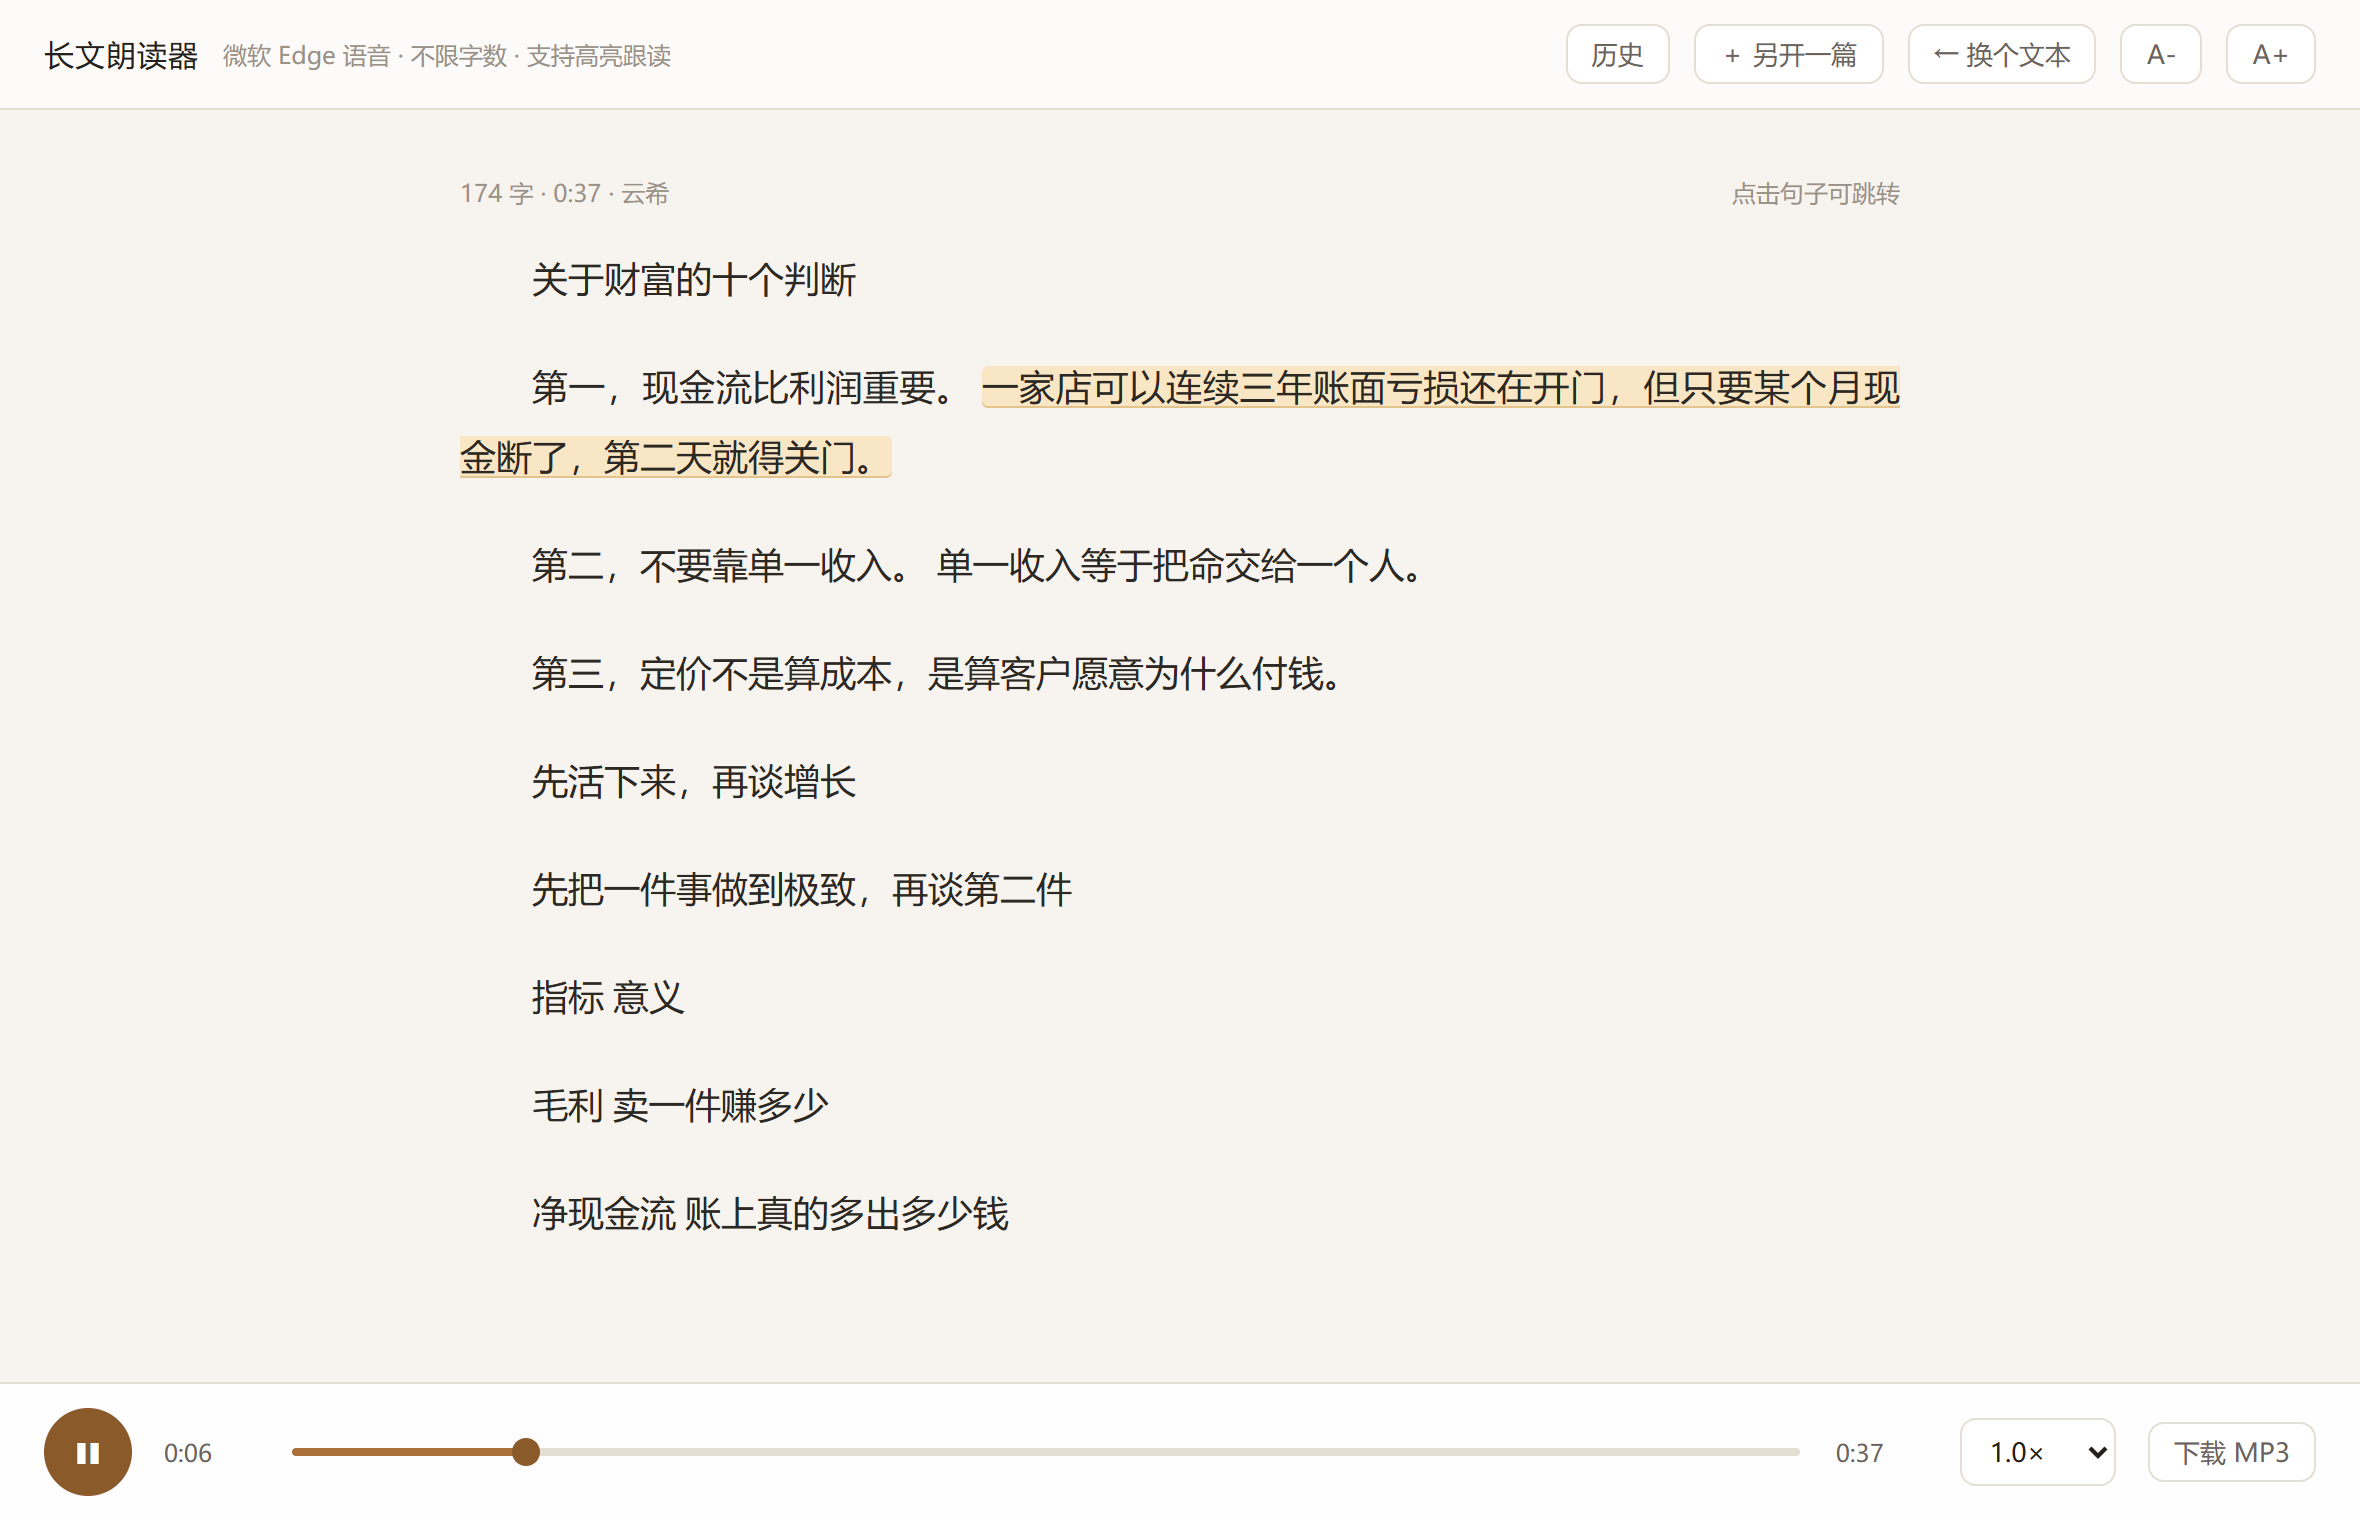 长文朗读器 微软 Edge 语音 · 不限字数 · 支持高亮跟读 历史 + 另开一篇 ← 换个文本 A- A+
174 字 · 0:37 · 云希 点击句子可跳转
关于财富的十个判断
第一，现金流比利润重要。 一家店可以连续三年账面亏损还在开门，但只要某个月现
金断了，第二天就得关门。
第二，不要靠单一收入。 单一收入等于把命交给一个人。
第三，定价不是算成本，是算客户愿意为什么付钱。
先活下来，再谈增长
先把一件事做到极致，再谈第二件
指标 意义
毛利 卖一件赚多少
净现金流 账上真的多出多少钱
0:06 0:37 1.0× 下载 MP3